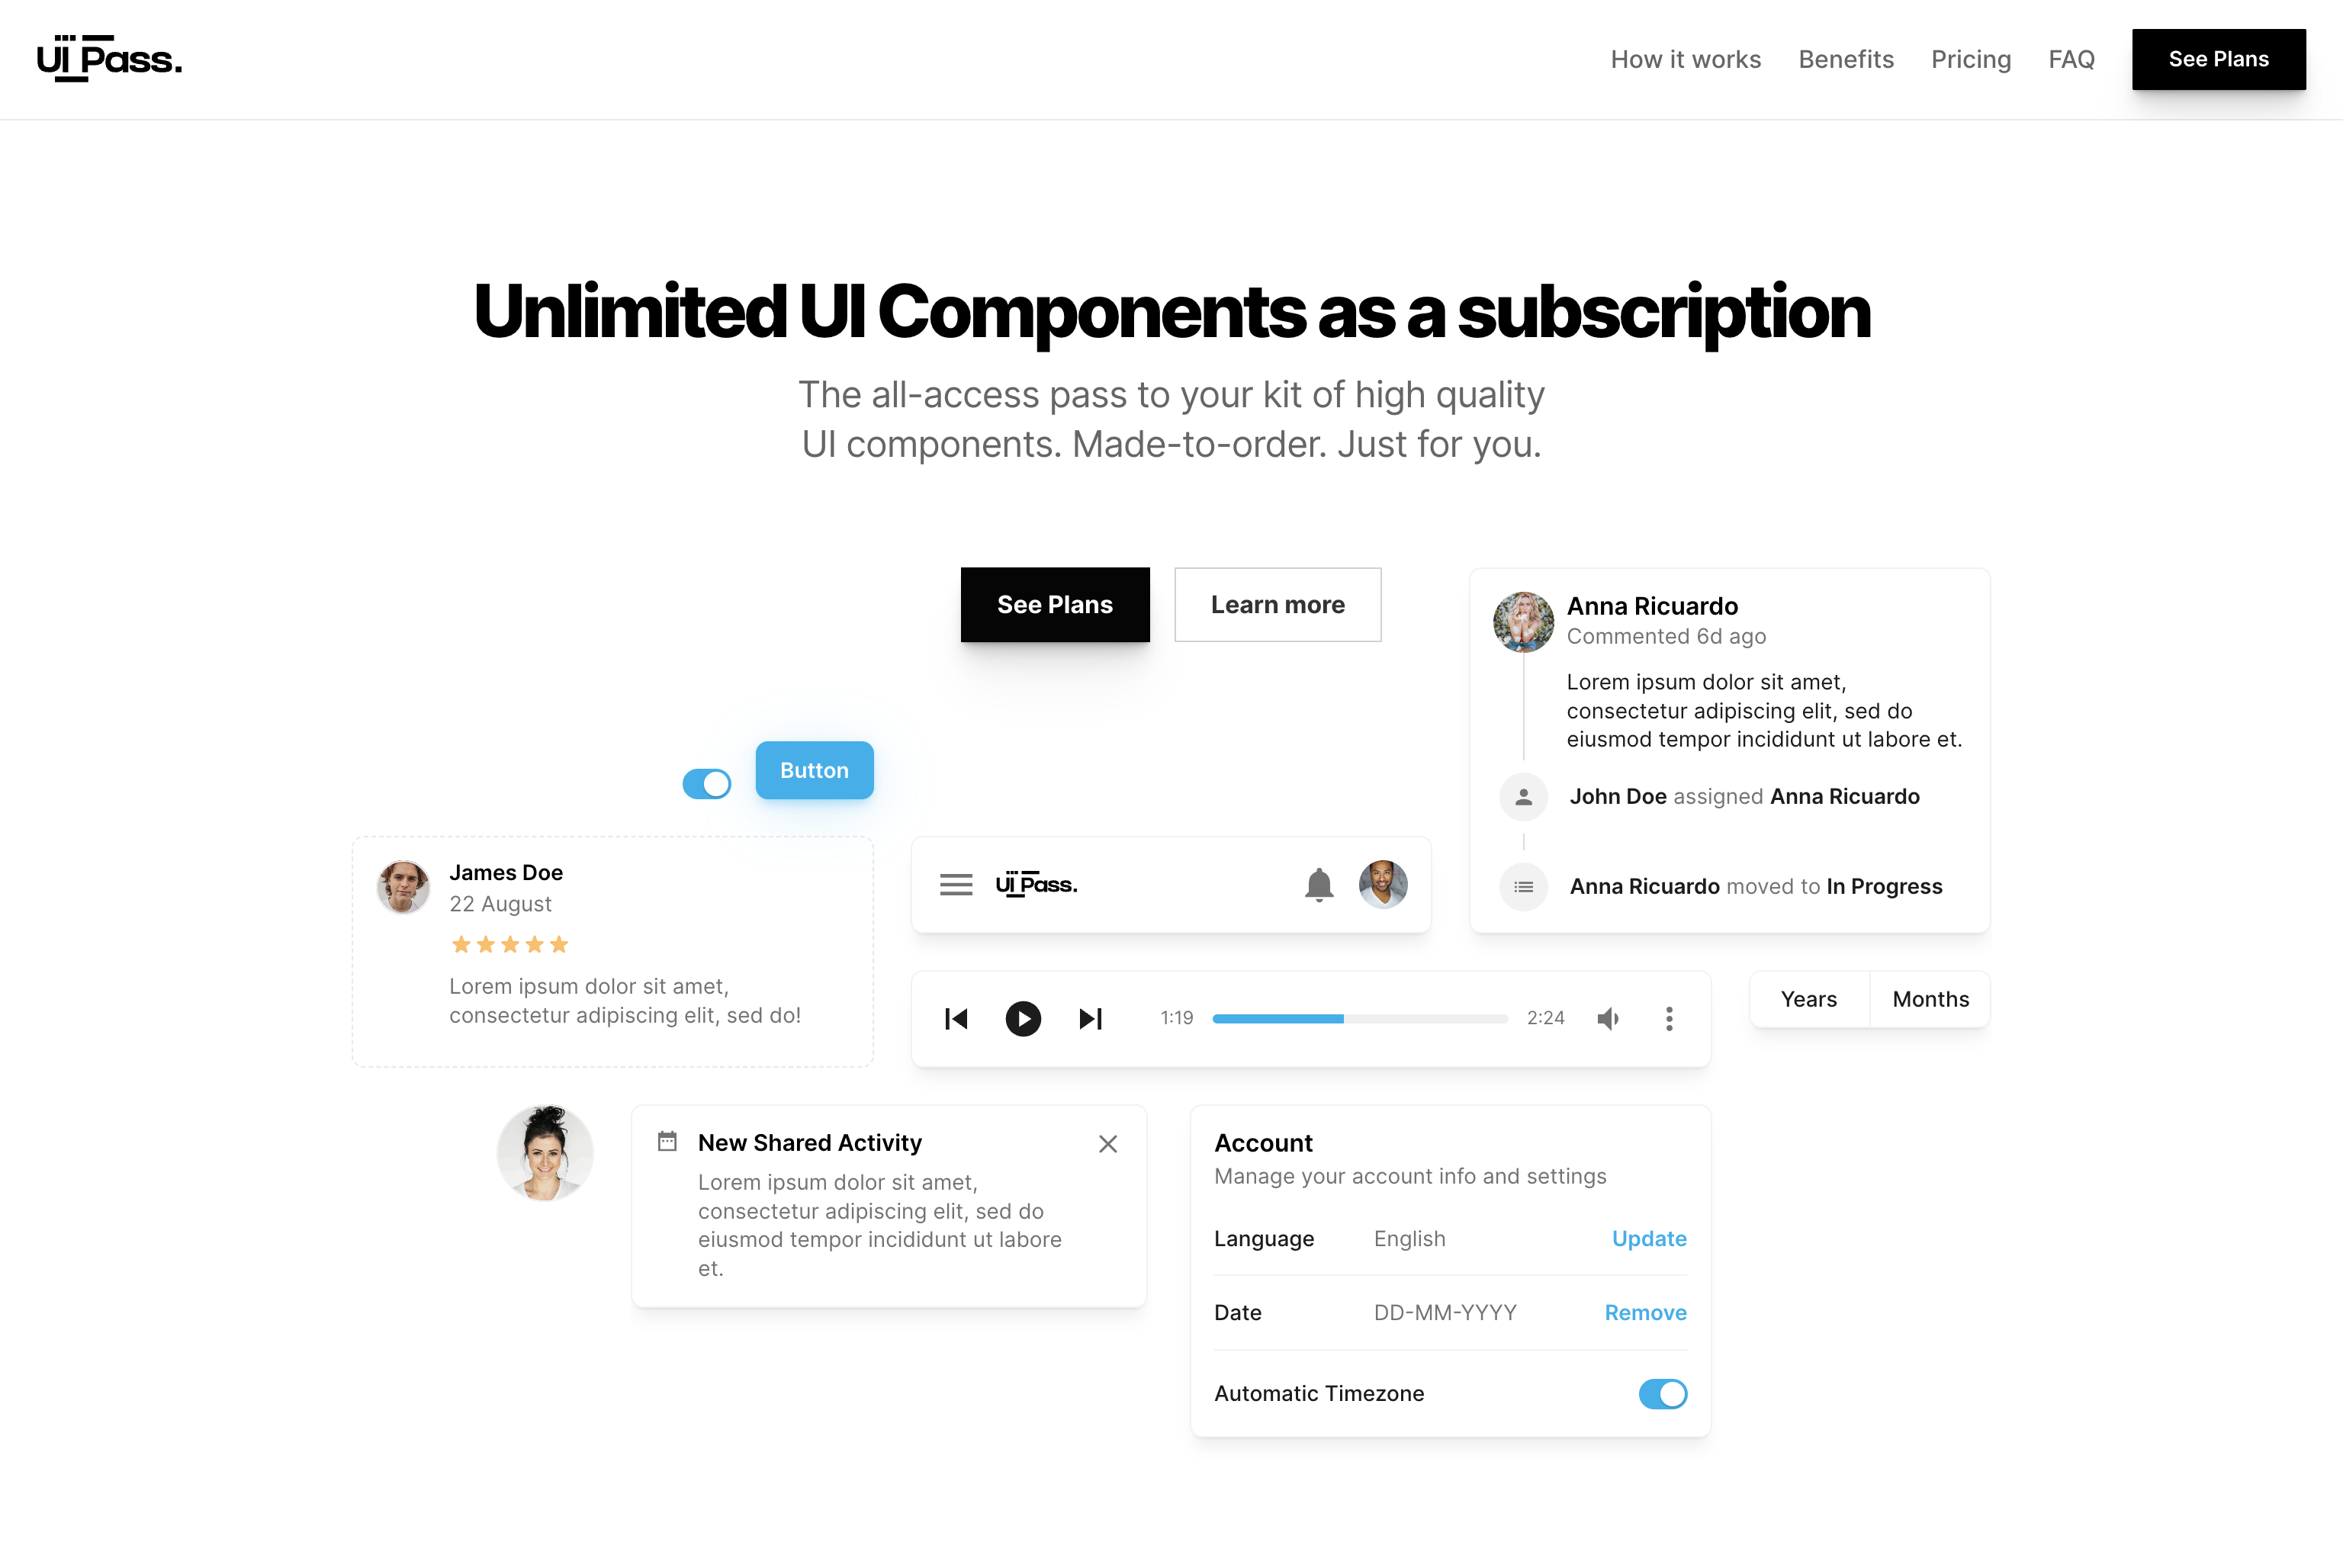 Ui Pass.
How it works
Benefits
Pricing
FAQ
See Plans
Unlimited UI Components as a subscription
The all-access pass to your kit of high quality
UI components. Made-to-order. Just for you.
See Plans
Learn more
Anna Ricuardo
Commented 6d ago
Lorem ipsum dolor sit amet,
consectetur adipiscing elit, sed do
eiusmod tempor incididunt ut labore et.
John Doe assigned Anna Ricuardo
Anna Ricuardo moved to In Progress
Button
James Doe
22 August
Lorem ipsum dolor sit amet,
consectetur adipiscing elit, sed do!
Ui Pass.
1:19
2:24
Years
Months
New Shared Activity
Lorem ipsum dolor sit amet,
consectetur adipiscing elit, sed do
eiusmod tempor incididunt ut labore
et.
Account
Manage your account info and settings
Language
English
Update
Date
DD-MM-YYYY
Remove
Automatic Timezone